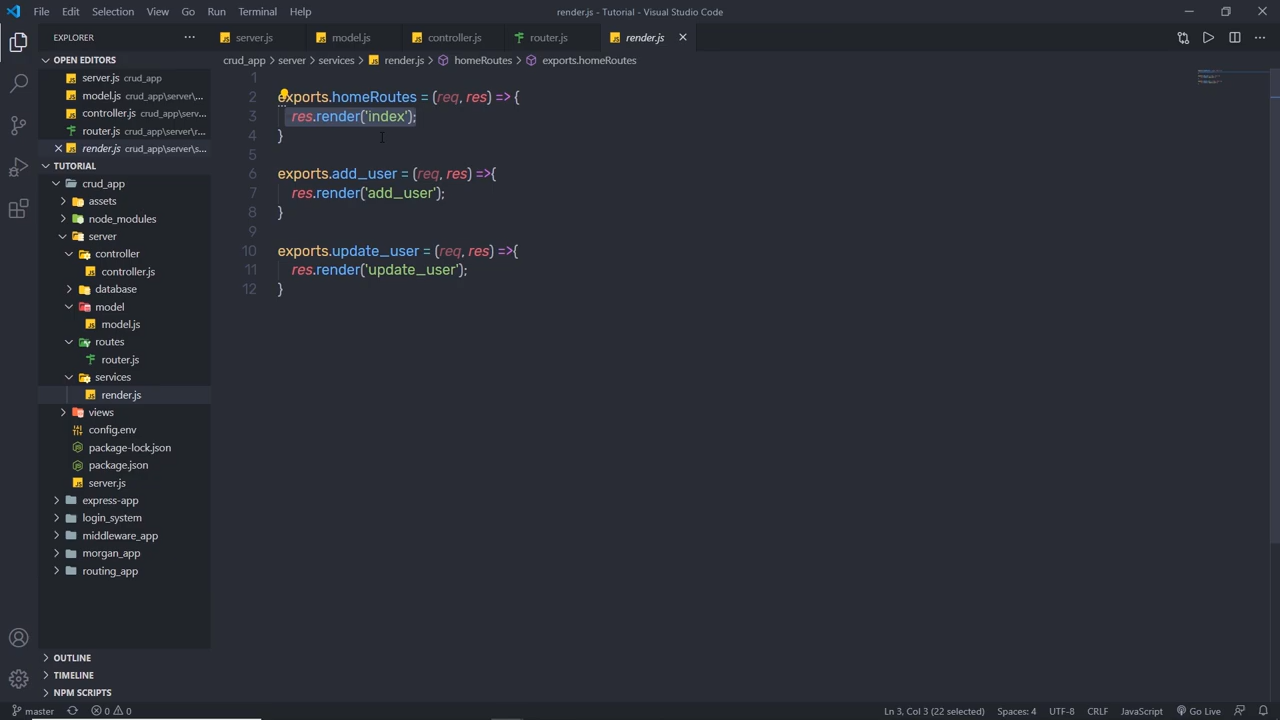 File Edit Selection View Go Run Terminal Help render.js - Tutorial - Visual Studio Code
EXPLORER server.js model.js controller.js router.js render.js
OPEN EDITORS crud_app > server > services > render.js > homeRoutes > exports.homeRoutes
server.js crud_app
model.js crud_app\server\...
controller.js crud_app\server\...
router.js crud_app\server\r...
render.js crud_app\server\s...
TUTORIAL
crud_app
assets
node_modules
server
controller
controller.js
database
model
model.js
routes
router.js
services
render.js
views
config.env
package-lock.json
package.json
server.js
express-app
login_system
middleware_app
morgan_app
routing_app
OUTLINE
TIMELINE
NPM SCRIPTS
1
2 exports.homeRoutes = (req, res) => {
3 res.render('index');
4 }
5
6 exports.add_user = (req, res) =>{
7 res.render('add_user');
8 }
9
10 exports.update_user = (req, res) =>{
11 res.render('update_user');
12 }
master 0 0 Ln 3, Col 3 (22 selected) Spaces: 4 UTF-8 CRLF JavaScript Go Live